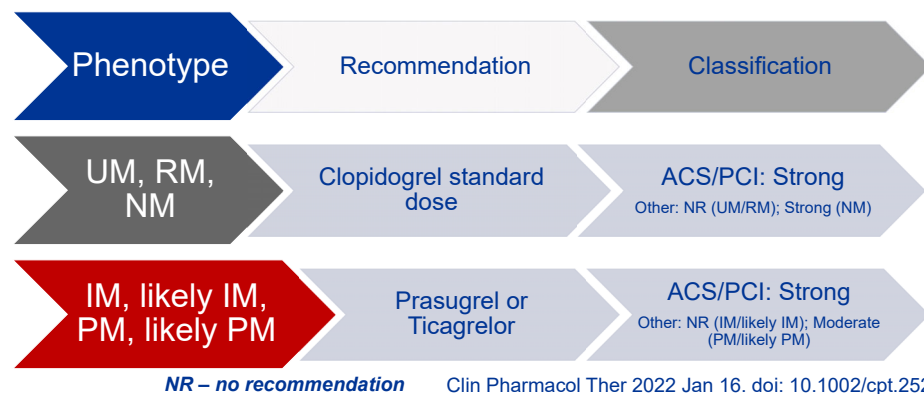 Phenotype
Recommendation
Classification
UM, RM,
NM
Clopidogrel standard
dose
ACS/PCI: Strong
Other: NR (UM/RM); Strong (NM)
IM, likely IM,
PM, likely PM
Prasugrel or
Ticagrelor
ACS/PCI: Strong
Other: NR (IM/likely IM); Moderate
(PM/likely PM)
NR – no recommendation
Clin Pharmacol Ther 2022 Jan 16. doi: 10.1002/cpt.252